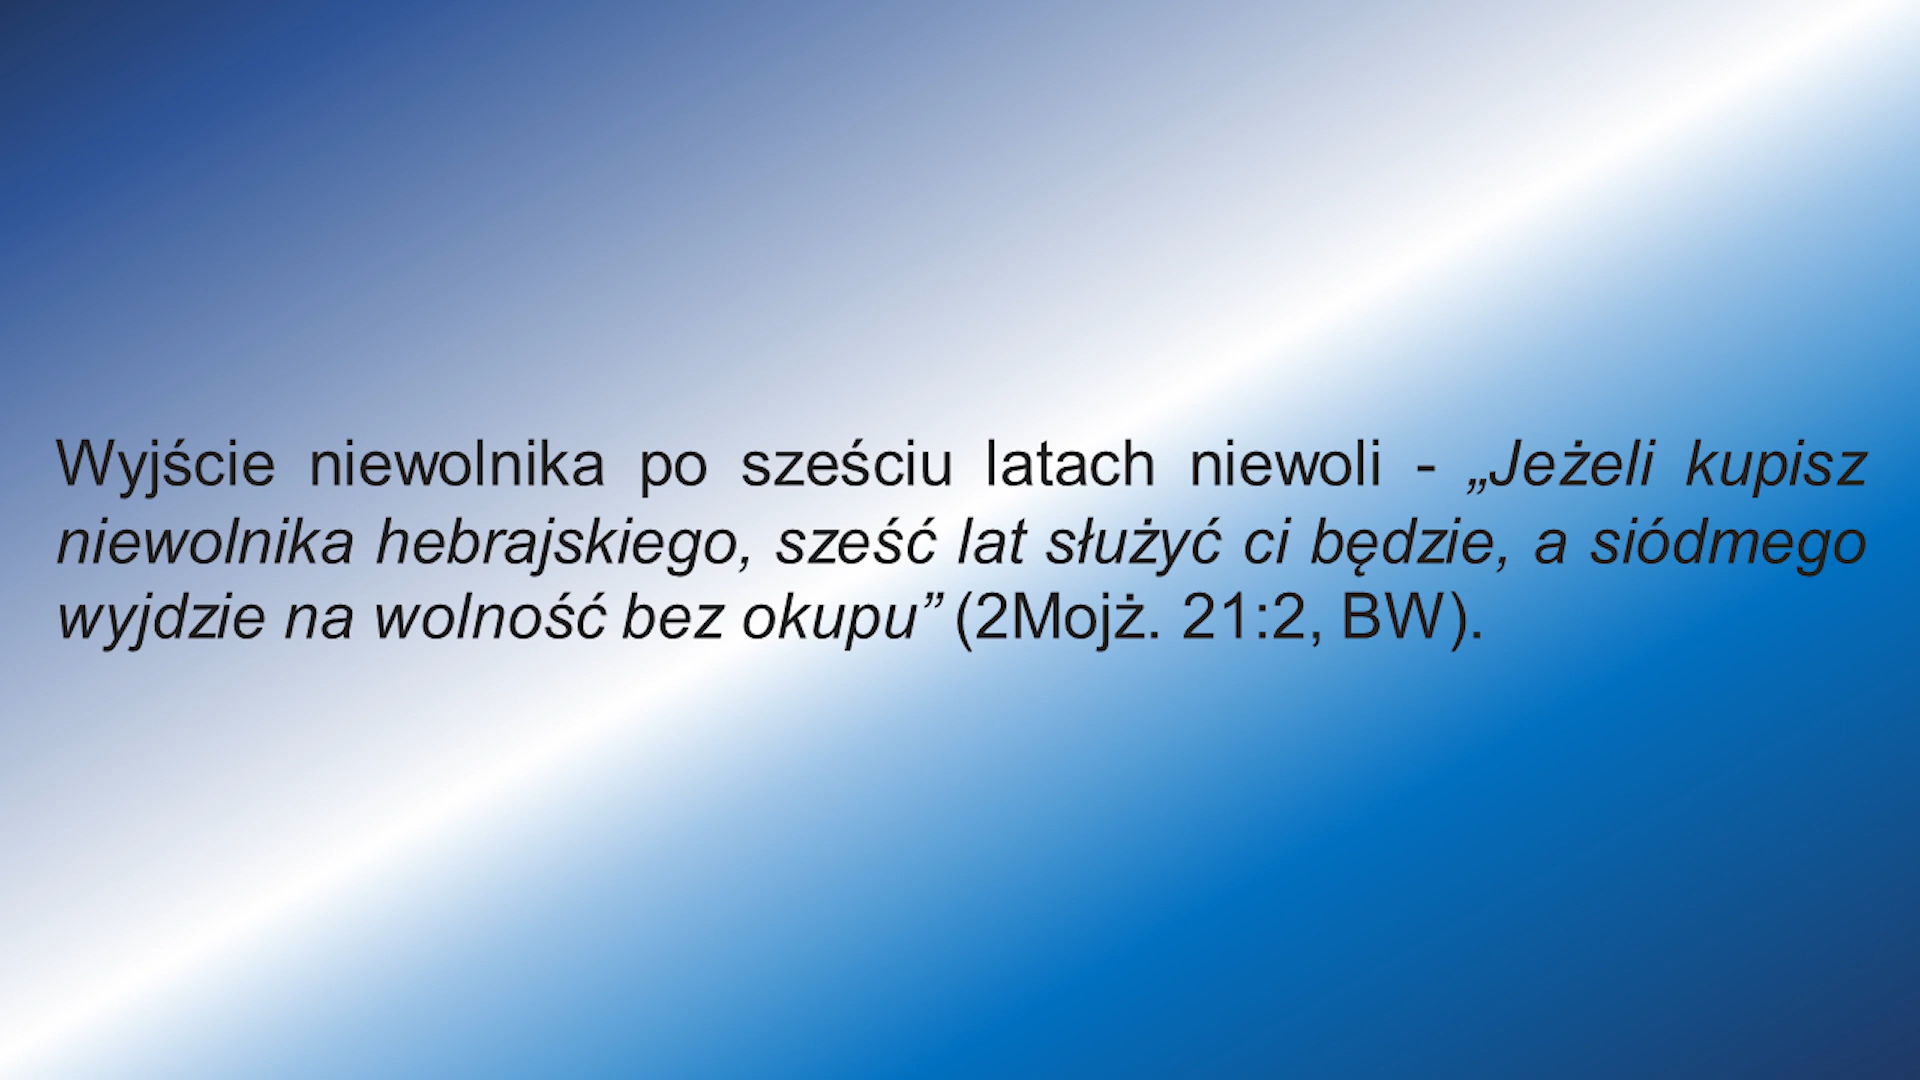 Wyjście niewolnika po sześciu latach niewoli - „Jeżeli kupisz
niewolnika hebrajskiego, sześć lat służyć ci będzie, a siódmego
wyjdzie na wolność bez okupu” (2Mojż. 21:2, BW).